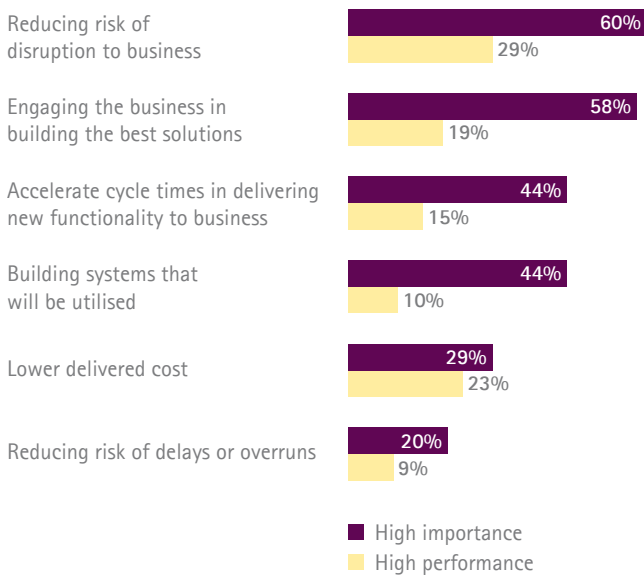 Reducing risk of
disruption to business
60%
29%
Engaging the business in
building the best solutions
58%
19%
Accelerate cycle times in delivering
new functionality to business
44%
15%
Building systems that
will be utilised
44%
10%
Lower delivered cost
29%
23%
Reducing risk of delays or overruns
20%
9%
High importance
High performance